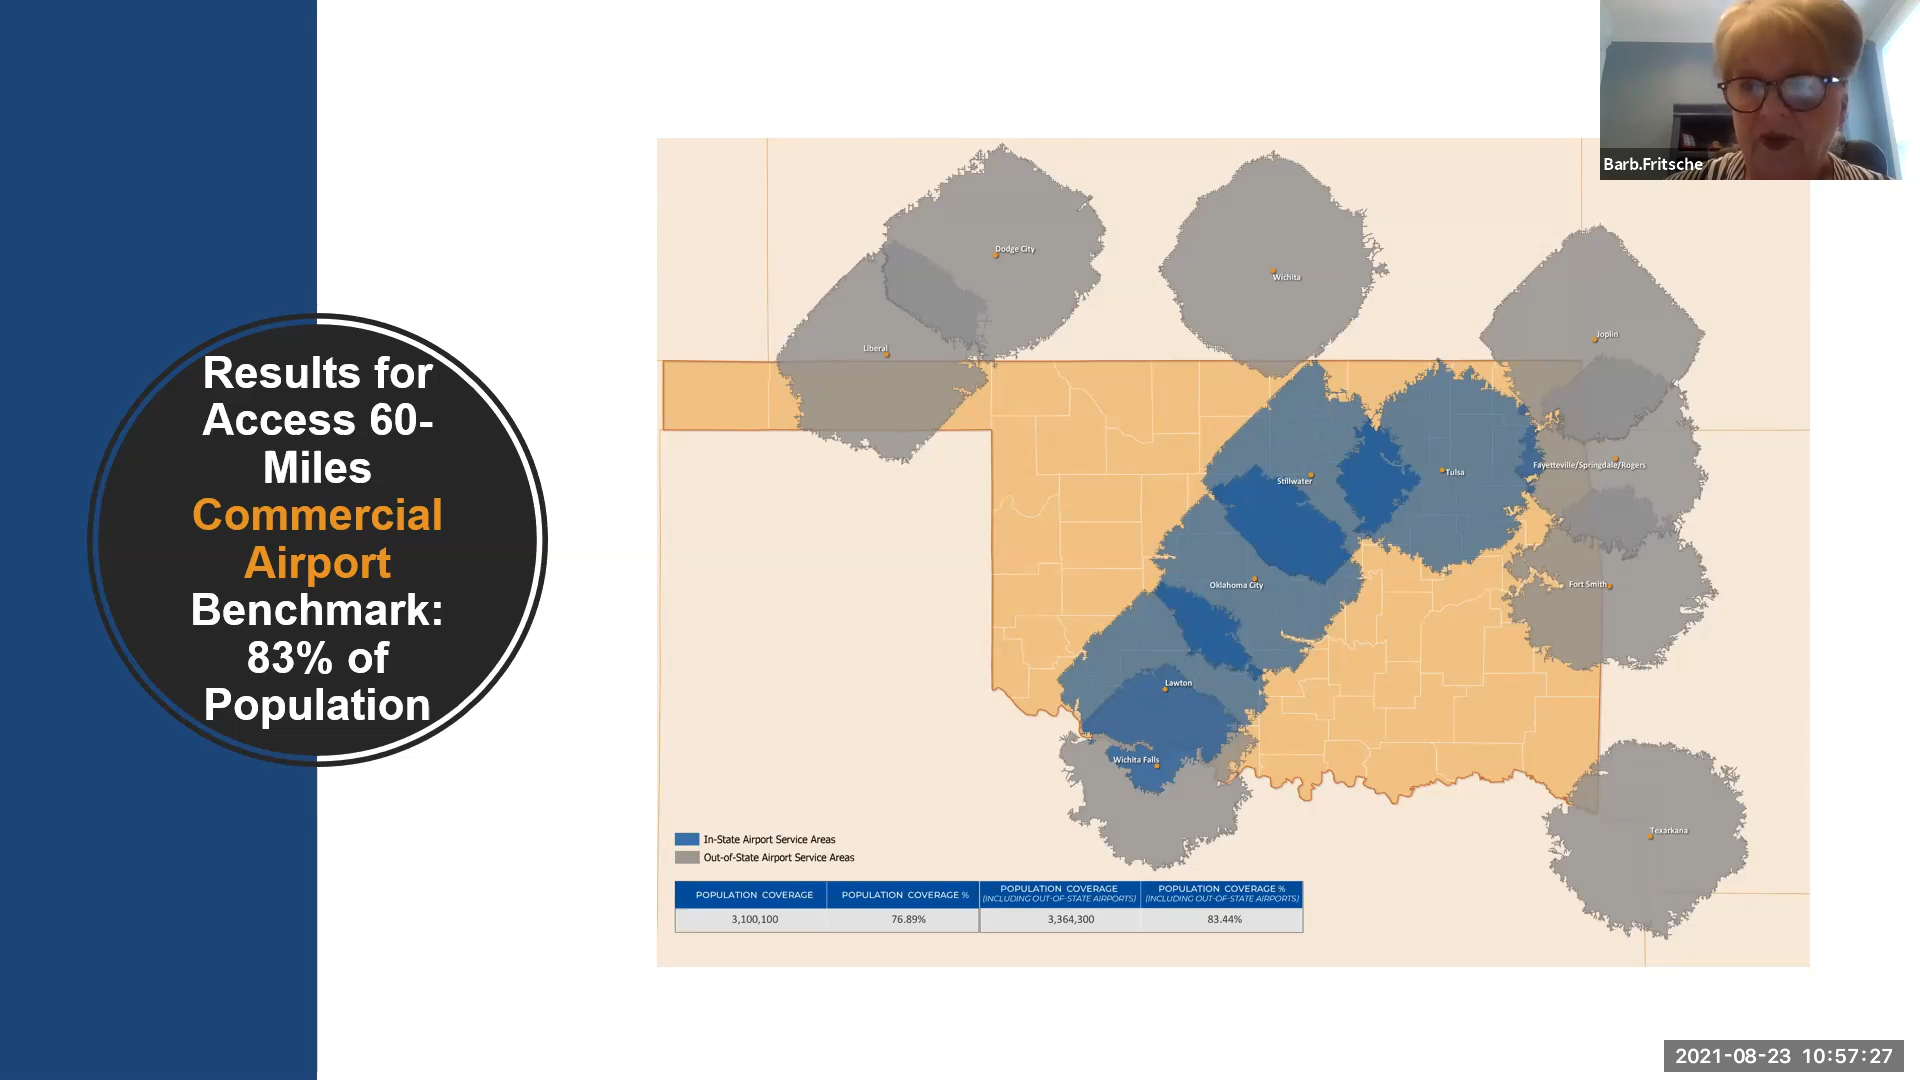 Results for
Access 60-
Miles
Commercial
Airport
Benchmark:
83% of
Population
Barb.Fritsche
Dodge City
Wichita
Liberal
Joplin
Fayetteville/Springdale/Rogers
Stillwater
Tulsa
Oklahoma City
Fort Smith
Lawton
Wichita Falls
Texarkana
In-State Airport Service Areas
Out-of-State Airport Service Areas
POPULATION COVERAGE
POPULATION COVERAGE %
POPULATION COVERAGE
(INCLUDING OUT-OF-STATE AIRPORTS)
POPULATION COVERAGE %
(INCLUDING OUT-OF-STATE AIRPORTS)
3,100,100
76.89%
3,364,300
83.44%
2021-08-23 10:57:27